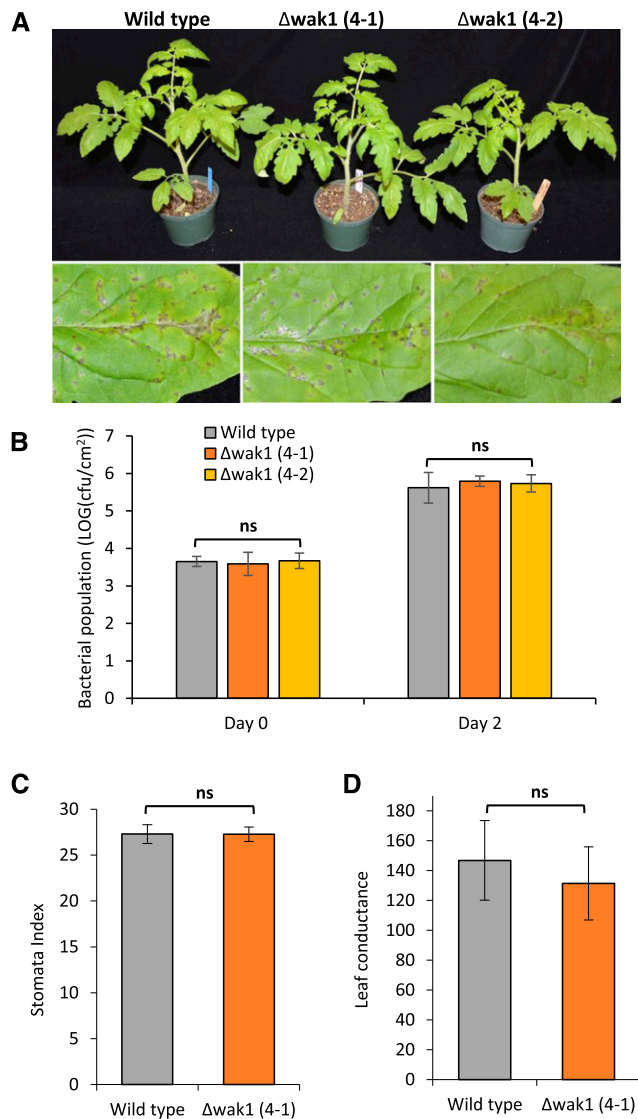 A
Wild type Δwak1 (4-1) Δwak1 (4-2)
B
Bacterial population (LOG(cfu/cm²))
7
6
5
4
3
2
1
0
Wild type
Δwak1 (4-1)
Δwak1 (4-2)
ns
ns
Day 0 Day 2
C
Stomata Index
30
25
20
15
10
5
0
ns
Wild type Δwak1 (4-1)
D
Leaf conductance
180
160
140
120
100
80
60
40
20
0
ns
Wild type Δwak1 (4-1)